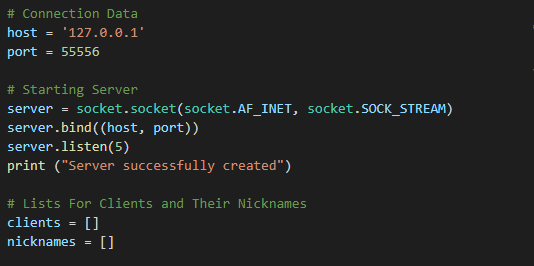 # Connection Data
host = '127.0.0.1'
port = 55556
# Starting Server
server = socket.socket(socket.AF_INET, socket.SOCK_STREAM)
server.bind((host, port))
server.listen(5)
print ("Server successfully created")
# Lists For Clients and Their Nicknames
clients = []
nicknames = []